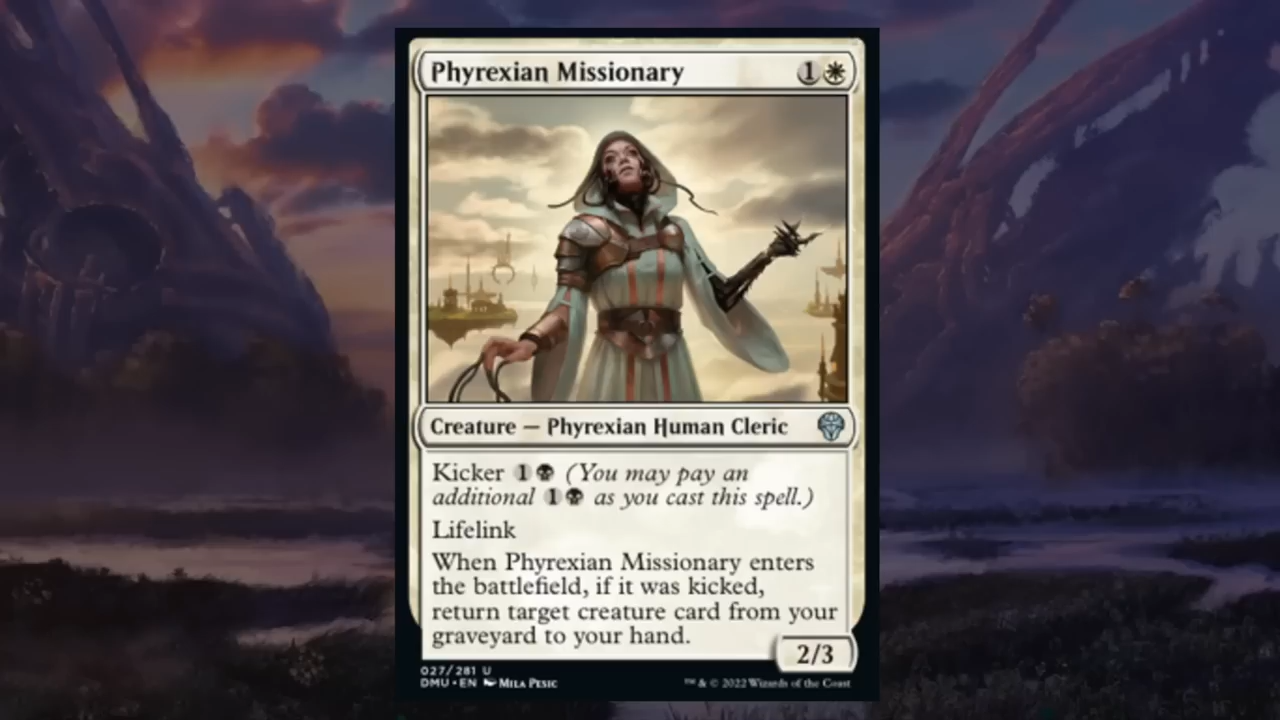 Phyrexian Missionary 1
Creature — Phyrexian Human Cleric
Kicker 1 (You may pay an
additional 1 as you cast this spell.)
Lifelink
When Phyrexian Missionary enters
the battlefield, if it was kicked,
return target creature card from your
graveyard to your hand.
2/3
027/281 U
DMU • EN Mila Pesic
™ & © 2022 Wizards of the Coast